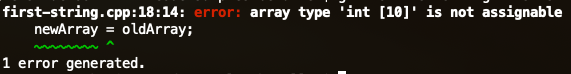 first-string.cpp:18:14: error: array type 'int [10]' is not assignable
    newArray = oldArray;
    ~~~~~~~~ ^
1 error generated.